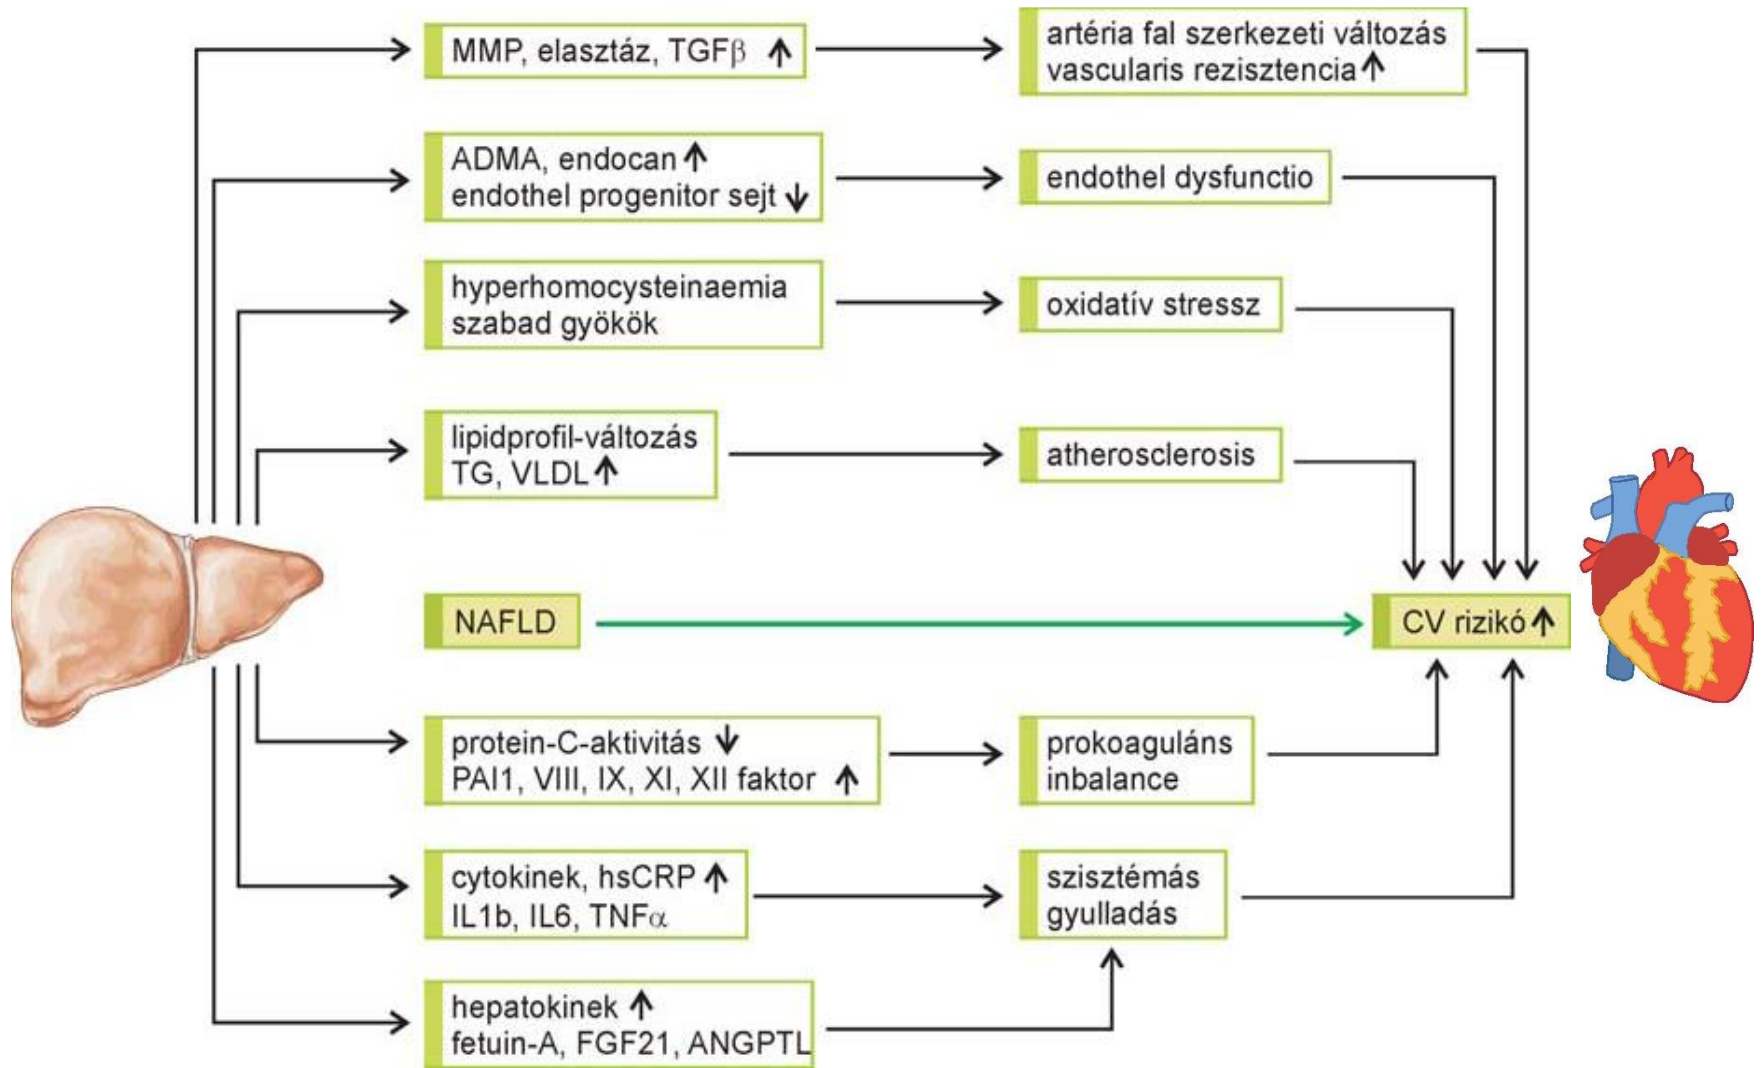 MMP, elasztáz, TGFβ ↑
artéria fal szerkezeti változás
vascularis rezisztencia ↑
ADMA, endocan ↑
endothel progenitor sejt ↓
endothel dysfunctio
hyperhomocysteinaemia
szabad gyökök
oxidatív stressz
lipidprofil-változás
TG, VLDL ↑
atherosclerosis
NAFLD
CV rizikó ↑
protein-C-aktivitás ↓
PAI1, VIII, IX, XI, XII faktor ↑
prokoaguláns
inbalance
cytokinek, hsCRP ↑
IL1b, IL6, TNFα
szisztémás
gyulladás
hepatokinek ↑
fetuin-A, FGF21, ANGPTL